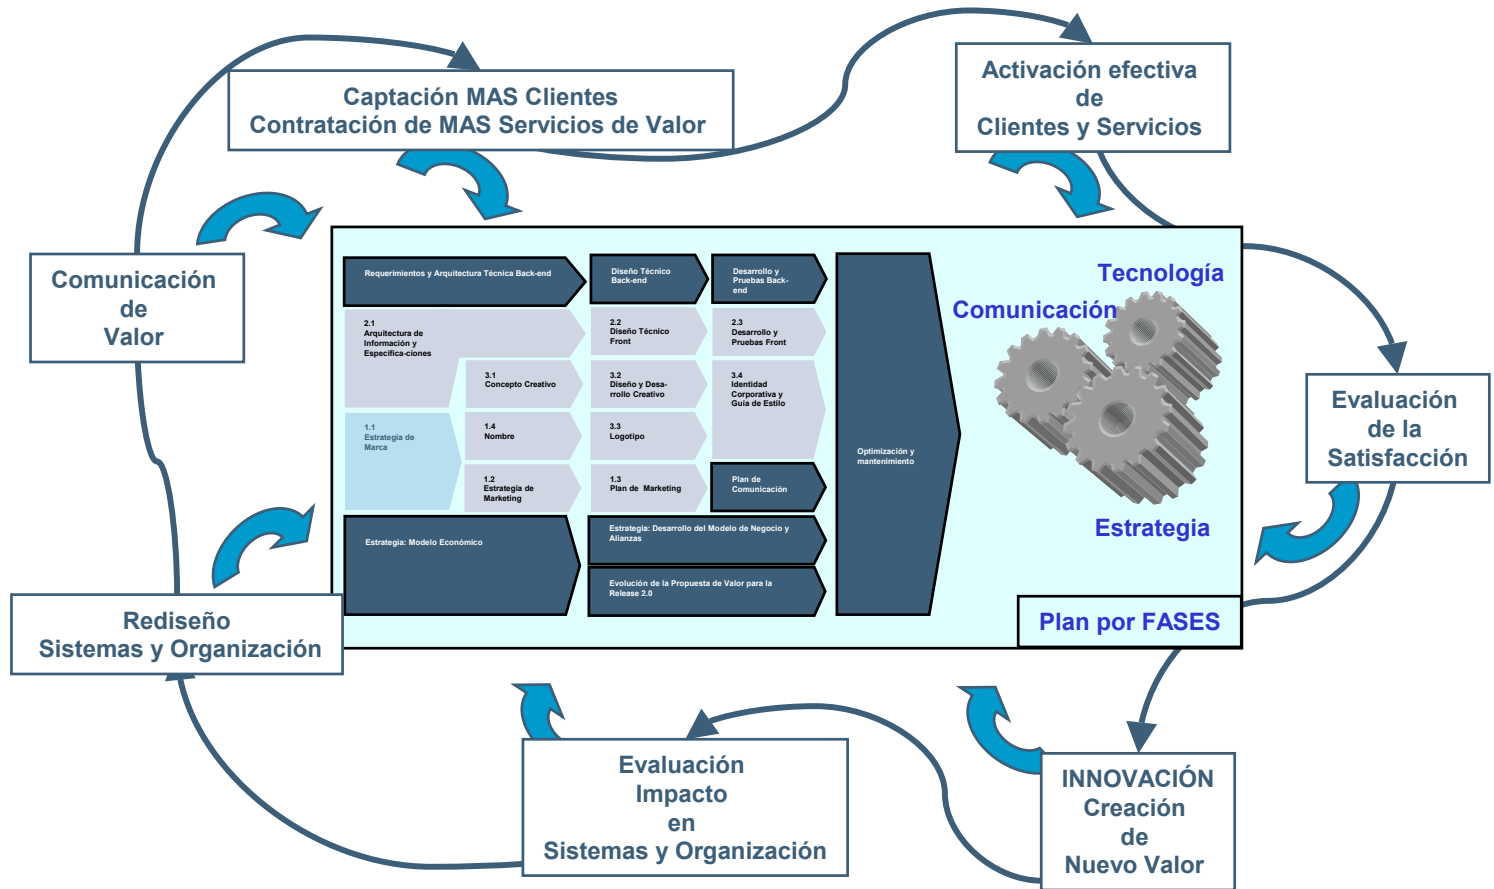 Captación MAS Clientes
Contratación de MAS Servicios de Valor
Activación efectiva
de
Clientes y Servicios
Comunicación
de
Valor
Requerimientos y Arquitectura Técnica Back-end
Diseño Técnico
Back-end
Desarrollo y
Pruebas Back-
end
2.1
Arquitectura de
Información y
Especifica-ciones
2.2
Diseño Técnico
Front
2.3
Desarrollo y
Pruebas Front
3.1
Concepto Creativo
3.2
Diseño y Desa-
rrollo Creativo
3.4
Identidad
Corporativa y
Guía de Estilo
1.1
Estrategia de
Marca
1.4
Nombre
3.3
Logotipo
1.2
Estrategia de
Marketing
1.3
Plan de Marketing
Plan de
Comunicación
Optimización y
mantenimiento
Estrategia: Modelo Económico
Estrategia: Desarrollo del Modelo de Negocio y
Alianzas
Evolución de la Propuesta de Valor para la
Release 2.0
Tecnología
Comunicación
Estrategia
Plan por FASES
Evaluación
de la
Satisfacción
Rediseño
Sistemas y Organización
Evaluación
Impacto
en
Sistemas y Organización
INNOVACIÓN
Creación
de
Nuevo Valor